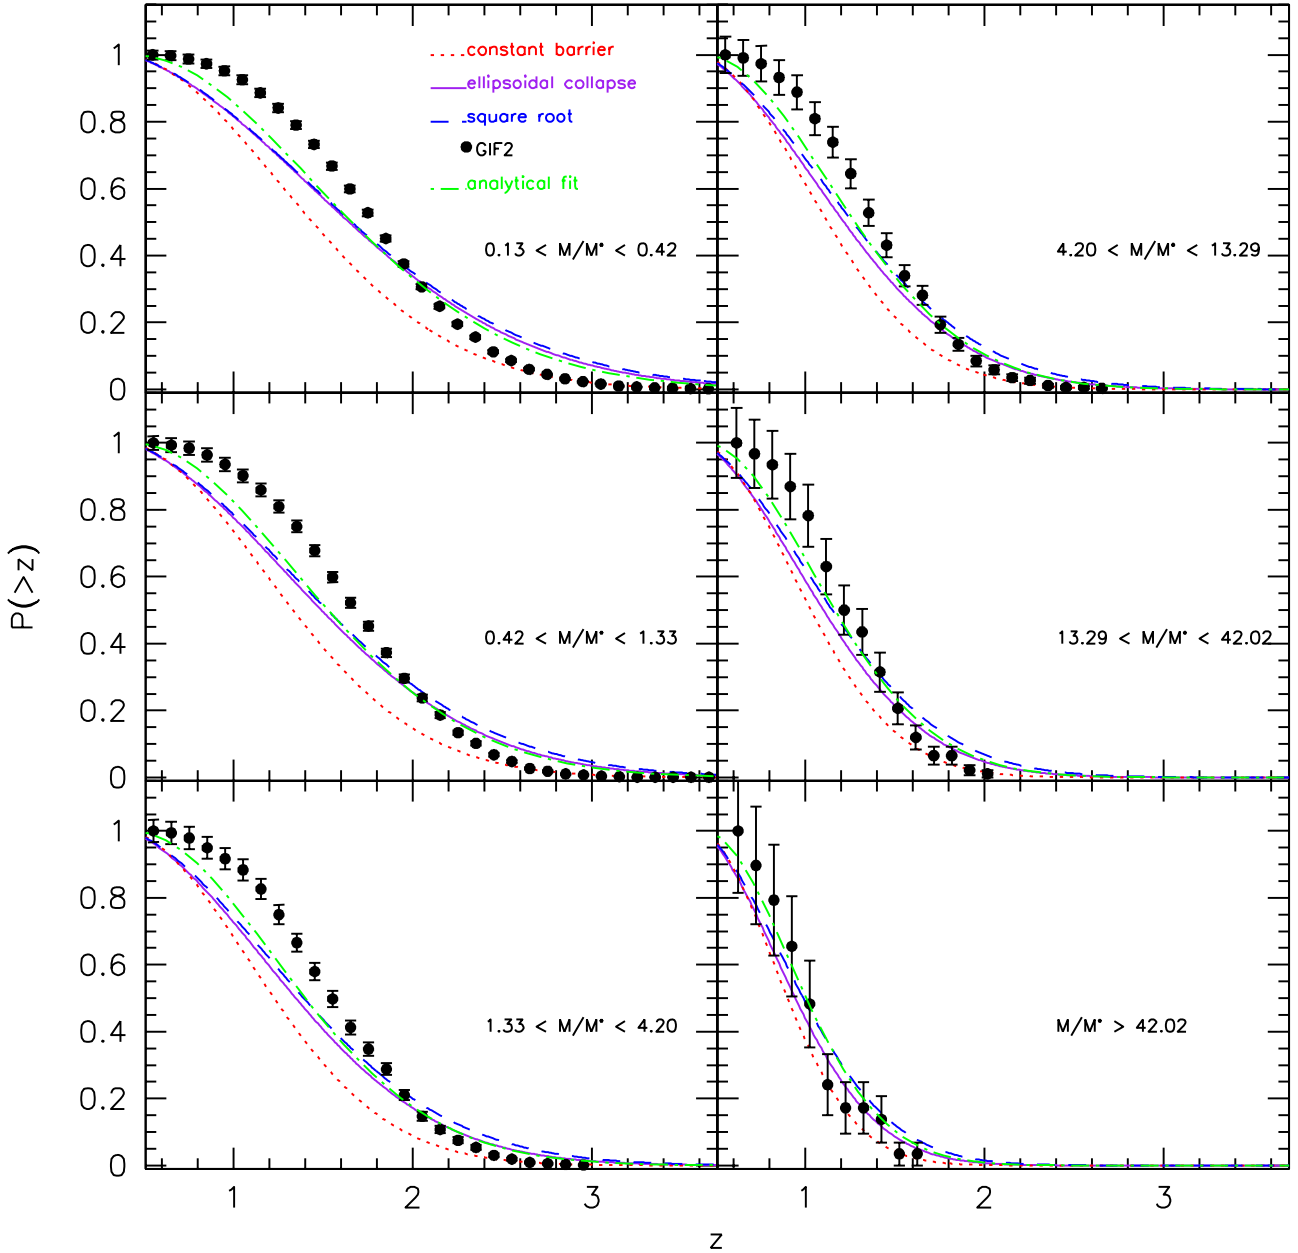 constant barrier
ellipsoidal collapse
square root
GIF2
analytical fit
0.13 < M/M* < 0.42
4.20 < M/M* < 13.29
1
0.8
0.6
0.4
0.2
0
0.42 < M/M* < 1.33
13.29 < M/M* < 42.02
1
0.8
0.6
0.4
0.2
0
P(>z)
1.33 < M/M* < 4.20
M/M* > 42.02
1
0.8
0.6
0.4
0.2
0
1 2 3 1 2 3
z